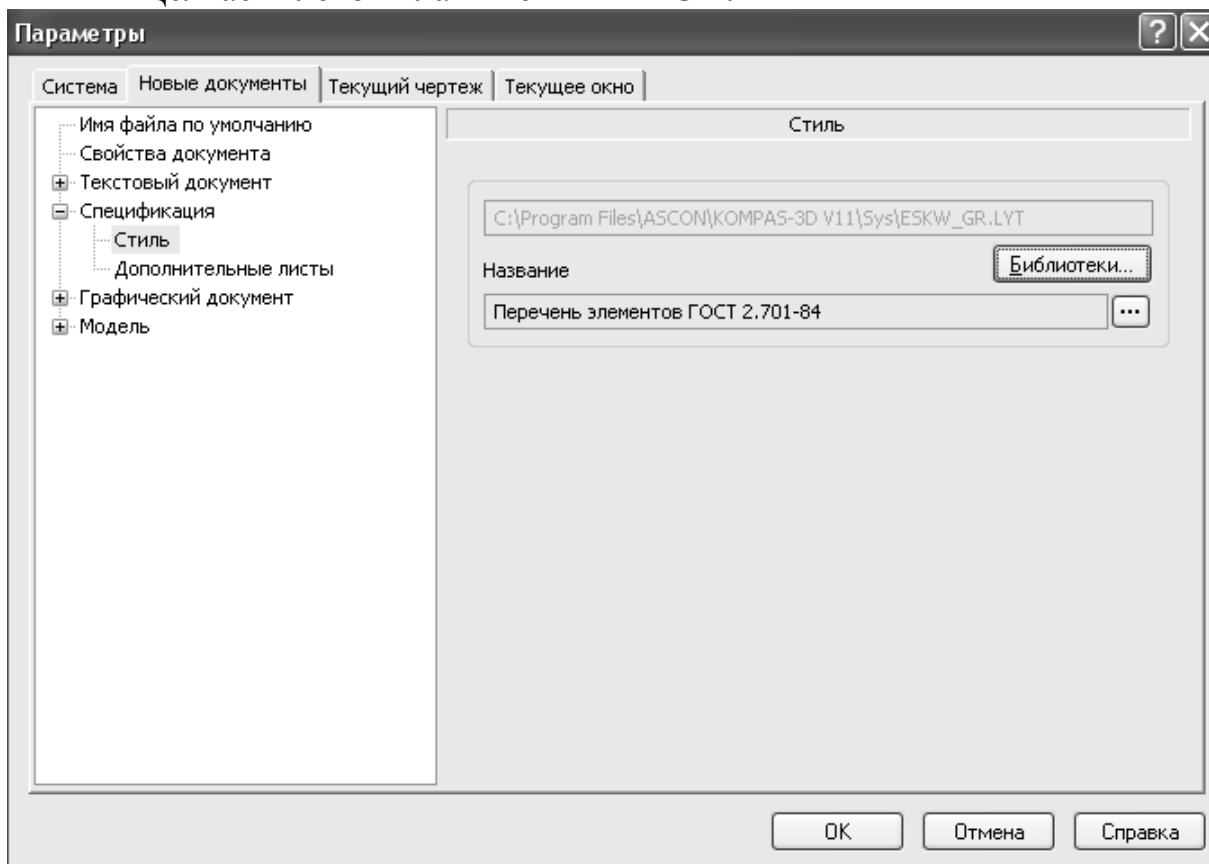 Параметры
Система Новые документы Текущий чертеж Текущее окно
Имя файла по умолчанию
Свойства документа
Текстовый документ
Спецификация
Стиль
Дополнительные листы
Графический документ
Модель
Стиль
C:\Program Files\ASCON\KOMPAS-3D V11\Sys\ESKW_GR.LYT
Название
Библиотеки...
Перечень элементов ГОСТ 2.701-84
...
OK Отмена Справка